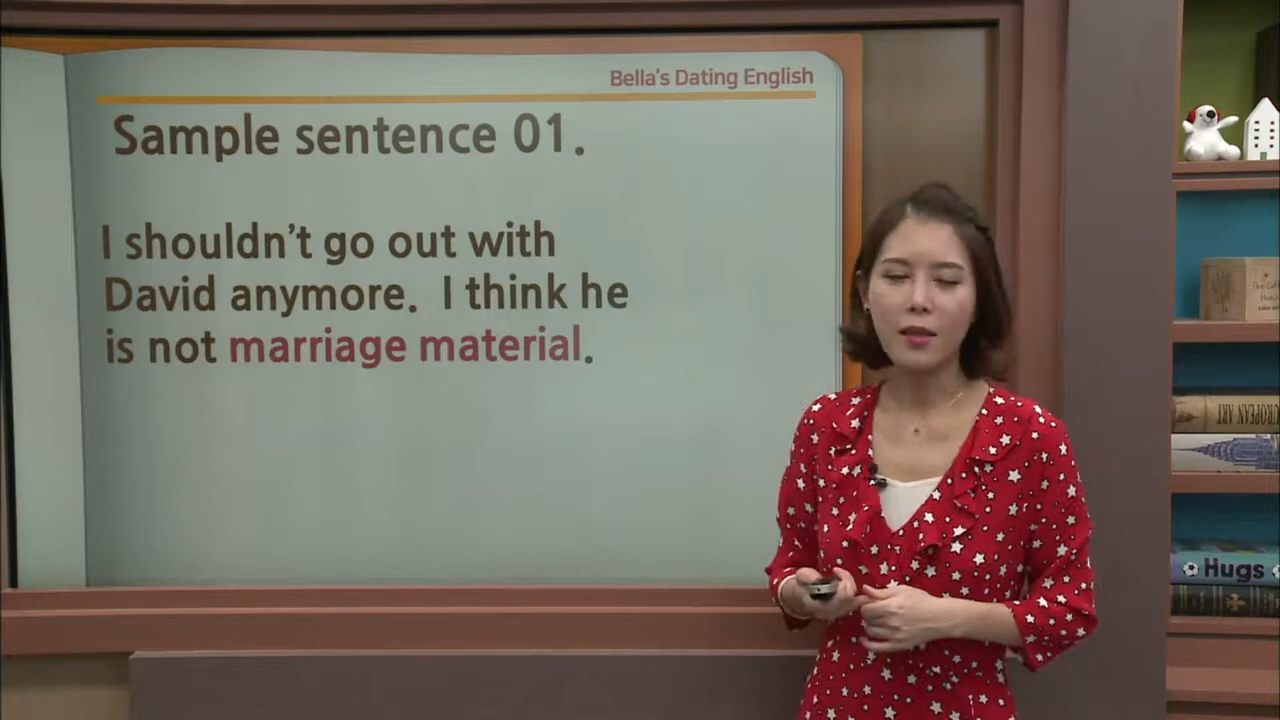 Bella's Dating English
Sample sentence 01.
I shouldn't go out with
David anymore.  I think he
is not marriage material.
EUROPEAN ART
Hugs